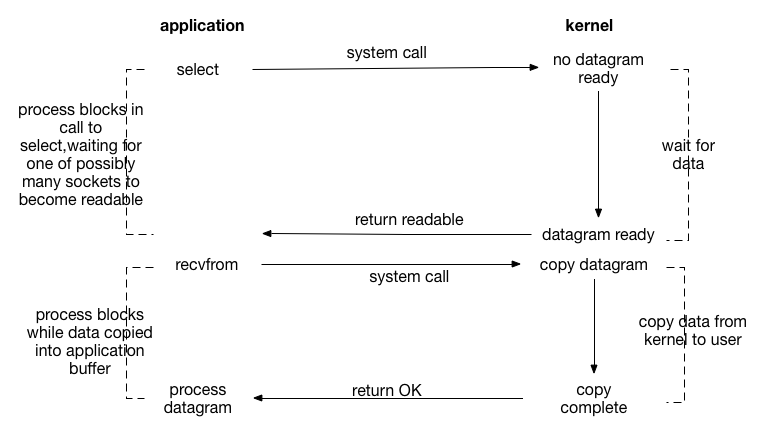 application
kernel
select
system call
no datagram
ready
process blocks in
call to
select,waiting for
one of possibly
many sockets to
become readable
wait for
data
return readable
datagram ready
recvfrom
system call
copy datagram
process blocks
while data copied
into application
buffer
copy data from
kernel to user
process
datagram
return OK
copy
complete